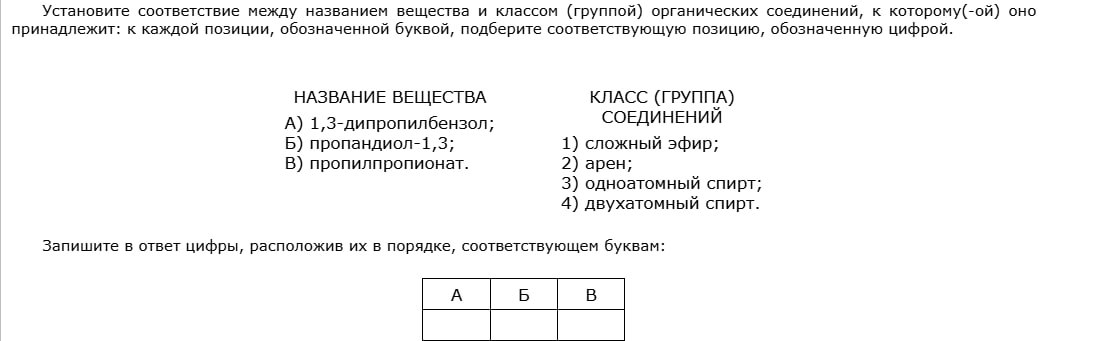 Установите соответствие между названием вещества и классом (группой) органических соединений, к которому(-ой) оно
принадлежит: к каждой позиции, обозначенной буквой, подберите соответствующую позицию, обозначенную цифрой.
НАЗВАНИЕ ВЕЩЕСТВА
А) 1,3-дипропилбензол;
Б) пропандиол-1,3;
В) пропилпропионат.
КЛАСС (ГРУППА)
СОЕДИНЕНИЙ
1) сложный эфир;
2) арен;
3) одноатомный спирт;
4) двухатомный спирт.
Запишите в ответ цифры, расположив их в порядке, соответствующем буквам:
А Б В